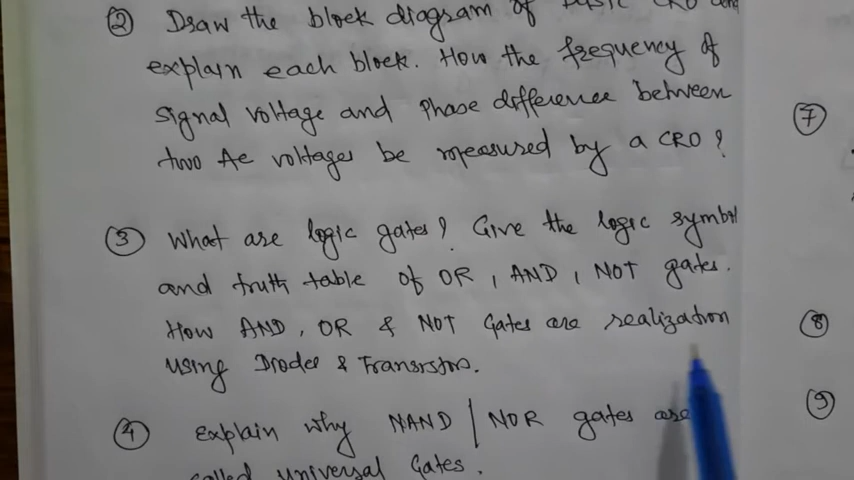 ② Draw the block diagram of basic CRO and
explain each block. How the frequency of
signal voltage and Phase difference between
two Ac voltages be measured by a CRO?
⑦
③ What are logic gates? Give the logic symbol
and truth table of OR, AND, NOT gates.
How AND, OR & NOT Gates are realization
using Diodes & Transistors.
⑧
④ Explain why NAND / NOR gates are
called universal Gates.
⑨